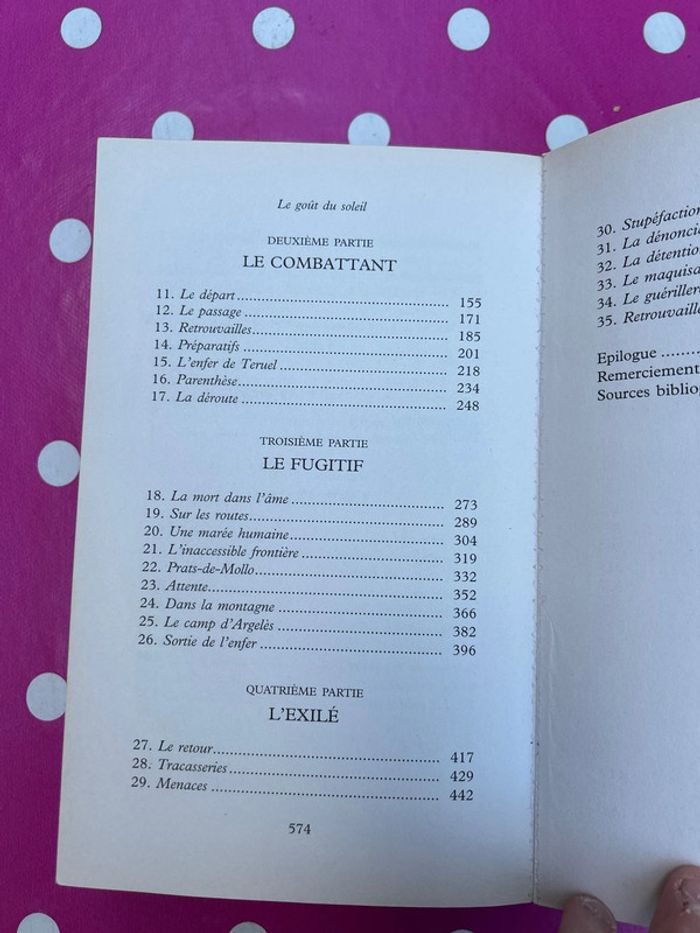 Le goût du soleil
DEUXIÈME PARTIE
LE COMBATTANT
11. Le départ.......................................... 155
12. Le passage....................................... 171
13. Retrouvailles.................................... 185
14. Préparatifs....................................... 201
15. L'enfer de Teruel.............................. 218
16. Parenthèse....................................... 234
17. La déroute....................................... 248
TROISIÈME PARTIE
LE FUGITIF
18. La mort dans l'âme........................... 273
19. Sur les routes................................... 289
20. Une marée humaine.......................... 304
21. L'inaccessible frontière...................... 319
22. Prats-de-Mollo.................................. 332
23. Attente............................................ 352
24. Dans la montagne............................. 366
25. Le camp d'Argelès............................ 382
26. Sortie de l'enfer................................ 396
QUATRIÈME PARTIE
L'EXILÉ
27. Le retour.......................................... 417
28. Tracasseries...................................... 429
29. Menaces.......................................... 442
574
30. Stupéfaction
31. La dénonci
32. La détention
33. Le maquisa
34. Le guériller
35. Retrouvaille
Epilogue ........
Remerciement
Sources bibliog